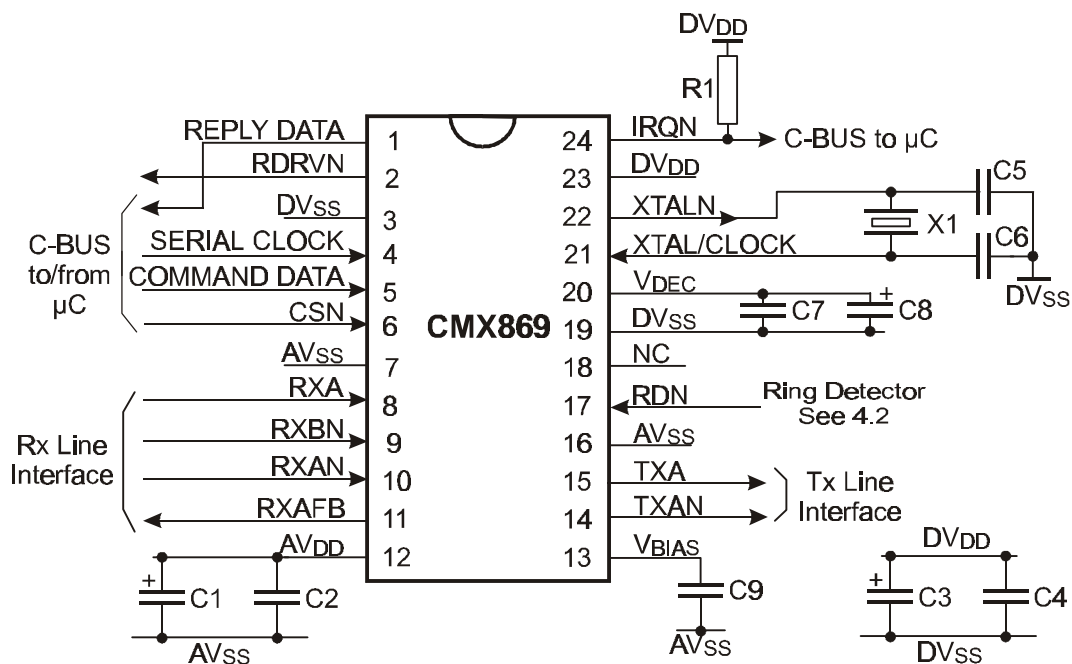 DVDD
R1
REPLY DATA
1
24
IRQN
C-BUS to µC
RDRVN
2
23
DVDD
C5
DVSS
3
22
XTALN
X1
C-BUS
to/from
µC
SERIAL CLOCK
4
21
XTAL/CLOCK
C6
DVSS
COMMAND DATA
5
20
VDEC
+
C7
C8
CSN
6
CMX869
19
DVSS
AVSS
7
18
NC
Rx Line
Interface
RXA
8
17
RDN
Ring Detector
See 4.2
RXBN
9
16
AVSS
RXAN
10
15
TXA
Tx Line
Interface
RXAFB
11
14
TXAN
AVDD
12
13
VBIAS
DVDD
+
C1
C2
C9
+
C3
C4
AVSS
AVSS
DVSS